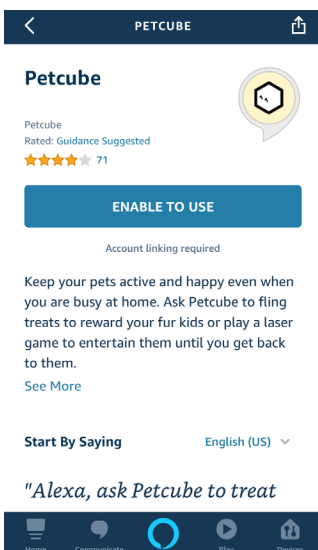 PETCUBE
Petcube
Petcube
Rated: Guidance Suggested
71
ENABLE TO USE
Account linking required
Keep your pets active and happy even when
you are busy at home. Ask Petcube to fling
treats to reward your fur kids or play a laser
game to entertain them until you get back
to them.
See More
Start By Saying English (US)
"Alexa, ask Petcube to treat
Home Communicate Play Devices